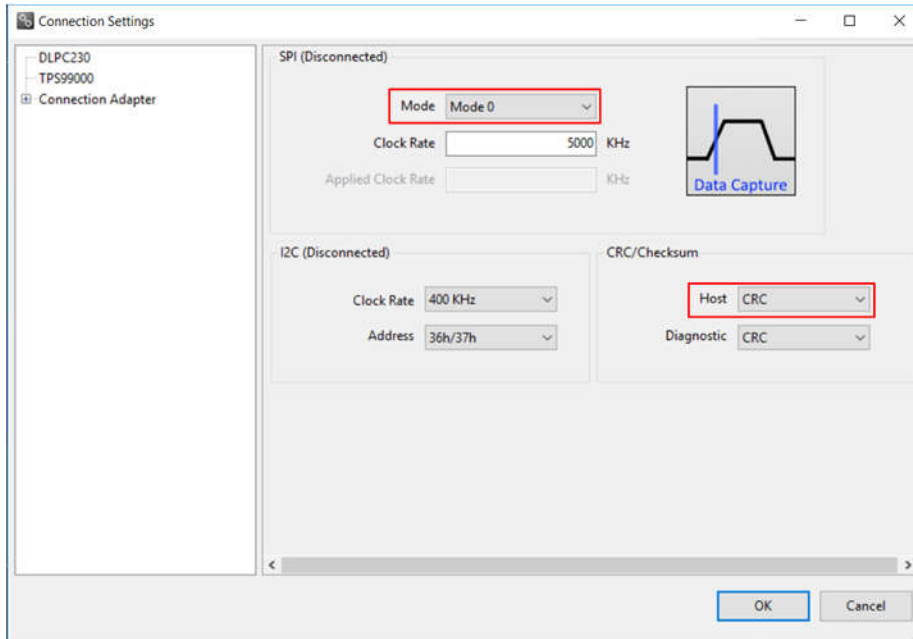 Connection Settings
DLPC230
TPS99000
Connection Adapter
SPI (Disconnected)
Mode Mode 0
Clock Rate 5000 KHz
Applied Clock Rate KHz
Data Capture
I2C (Disconnected)
Clock Rate 400 KHz
Address 36h/37h
CRC/Checksum
Host CRC
Diagnostic CRC
OK Cancel